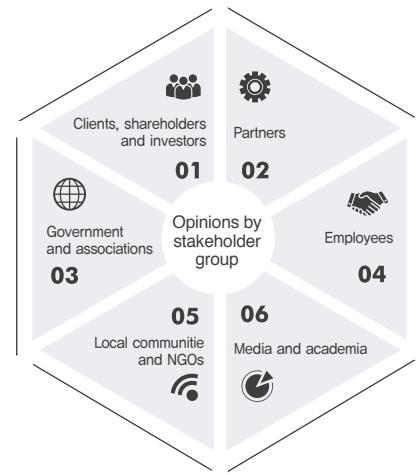 Clients, shareholders
and investors
01
Partners
02
Government
and associations
03
Opinions by
stakeholder
group
Employees
04
05
Local communitie
and NGOs
06
Media and academia